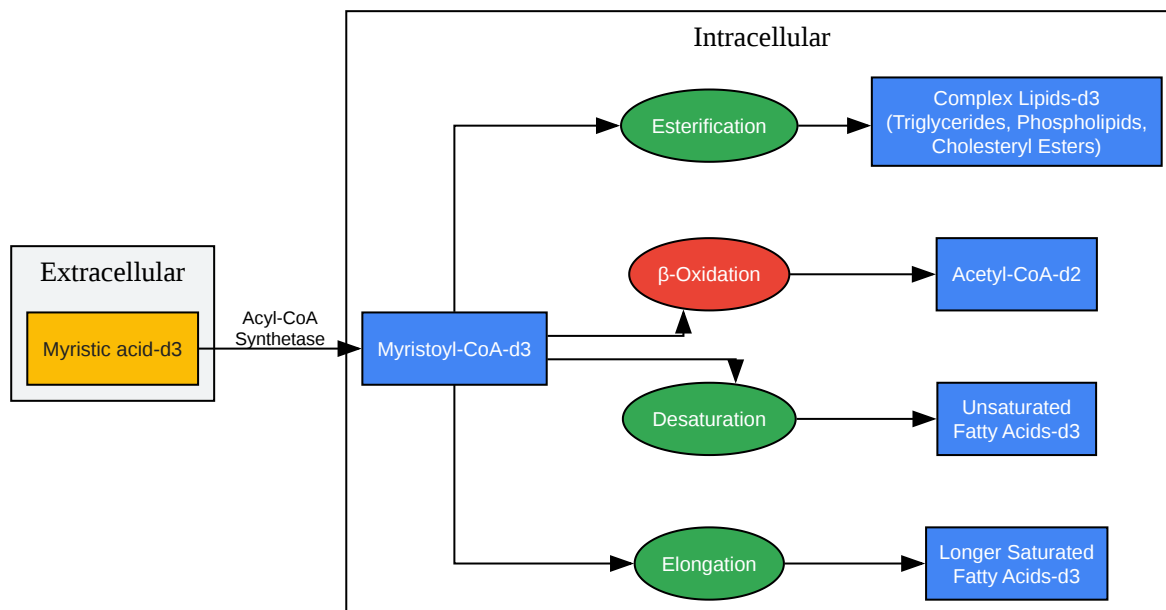 Intracellular
Esterification
Complex Lipids-d3
(Triglycerides, Phospholipids,
Cholesteryl Esters)
Extracellular
Myristic acid-d3
Acyl-CoA
Synthetase
Myristoyl-CoA-d3
β-Oxidation
Acetyl-CoA-d2
Desaturation
Unsaturated
Fatty Acids-d3
Elongation
Longer Saturated
Fatty Acids-d3